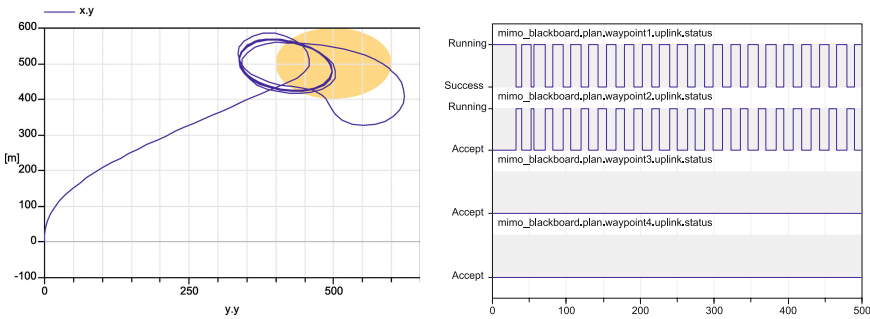 x.y
600
500
400
300
[m]
200
100
0
-100
0
250
500
y.y
mimo_blackboard.plan.waypoint1.uplink.status
Running
Success
mimo_blackboard.plan.waypoint2.uplink.status
Running
Accept
mimo_blackboard.plan.waypoint3.uplink.status
Accept
mimo_blackboard.plan.waypoint4.uplink.status
Accept
0
100
200
300
400
500